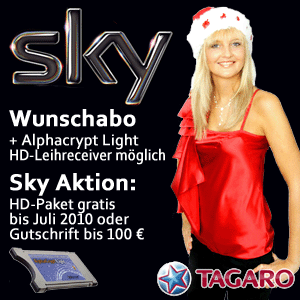 sky
Wunschabo
+ Alphacrypt Light
HD-Leihreceiver möglich
Sky Aktion:
HD-Paket gratis
bis Juli 2010 oder
Gutschrift bis 100 €
TAGARO